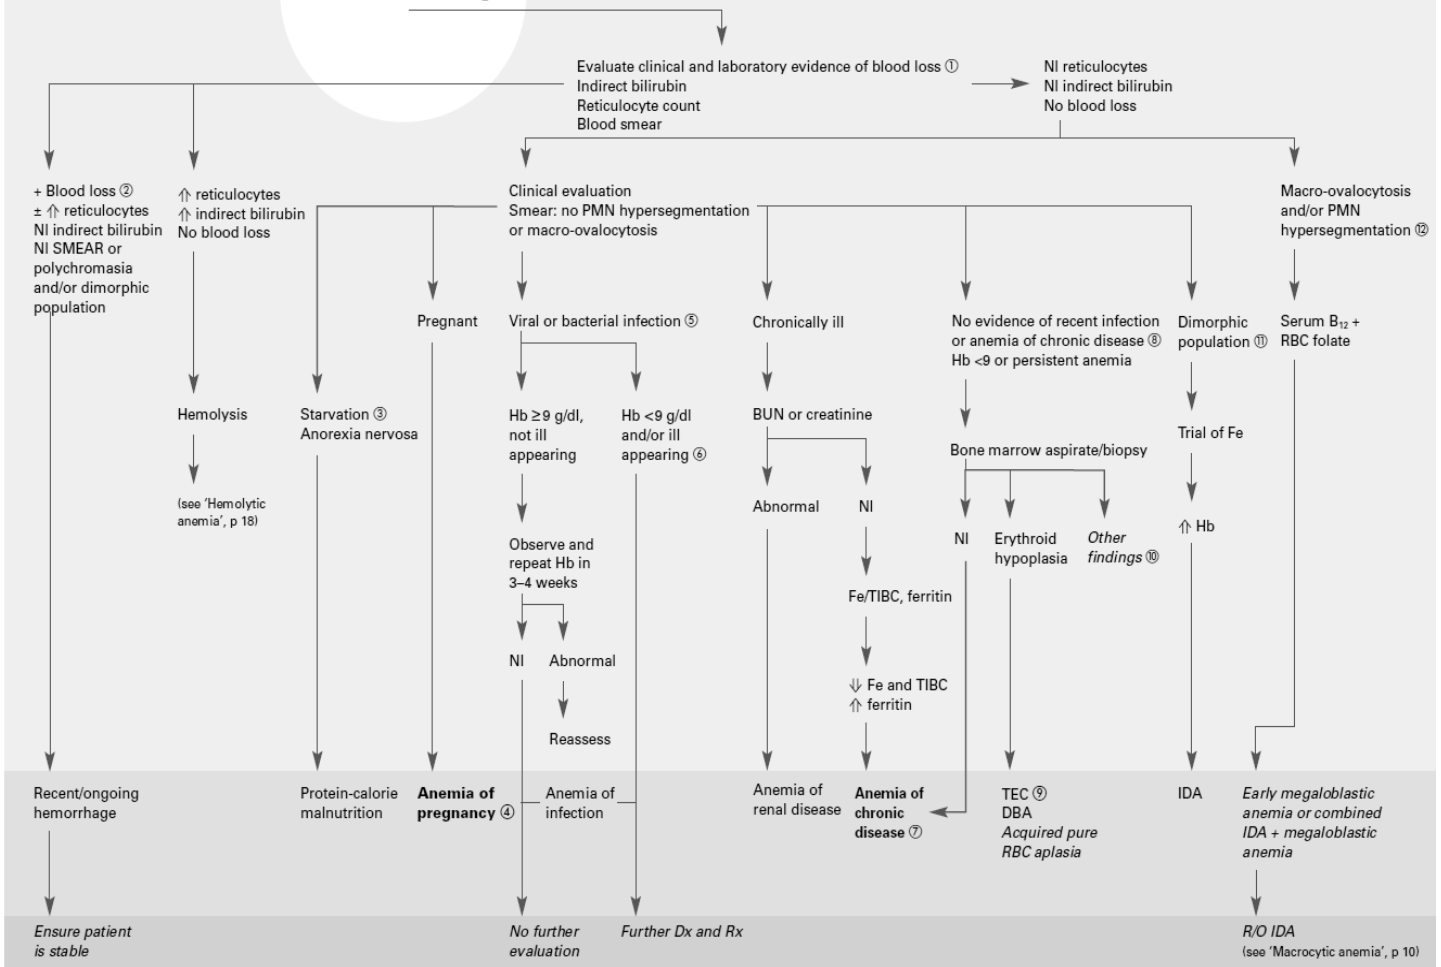 Evaluate clinical and laboratory evidence of blood loss ①
Indirect bilirubin
Reticulocyte count
Blood smear
Nl reticulocytes
Nl indirect bilirubin
No blood loss
+ Blood loss ②
± ⇑ reticulocytes
Nl indirect bilirubin
Nl SMEAR or
polychromasia
and/or dimorphic
population
⇑ reticulocytes
⇑ indirect bilirubin
No blood loss
Clinical evaluation
Smear: no PMN hypersegmentation
or macro-ovalocytosis
Macro-ovalocytosis
and/or PMN
hypersegmentation ⑫
Pregnant
Viral or bacterial infection ⑤
Chronically ill
No evidence of recent infection
or anemia of chronic disease ⑧
Hb <9 or persistent anemia
Dimorphic
population ⑪
Serum B₁₂ +
RBC folate
Hemolysis
Starvation ③
Anorexia nervosa
Hb ≥9 g/dl,
not ill
appearing
Hb <9 g/dl
and/or ill
appearing ⑥
BUN or creatinine
Bone marrow aspirate/biopsy
Trial of Fe
(see 'Hemolytic
anemia', p 18)
Abnormal
Nl
Nl
Erythroid
hypoplasia
Other
findings ⑩
⇑ Hb
Observe and
repeat Hb in
3–4 weeks
Fe/TIBC, ferritin
Nl
Abnormal
⇓ Fe and TIBC
⇑ ferritin
Reassess
Recent/ongoing
hemorrhage
Protein-calorie
malnutrition
Anemia of
pregnancy ④
Anemia of
infection
Anemia of
renal disease
Anemia of
chronic
disease ⑦
TEC ⑨
DBA
Acquired pure
RBC aplasia
IDA
Early megaloblastic
anemia or combined
IDA + megaloblastic
anemia
Ensure patient
is stable
No further
evaluation
Further Dx and Rx
R/O IDA
(see 'Macrocytic anemia', p 10)